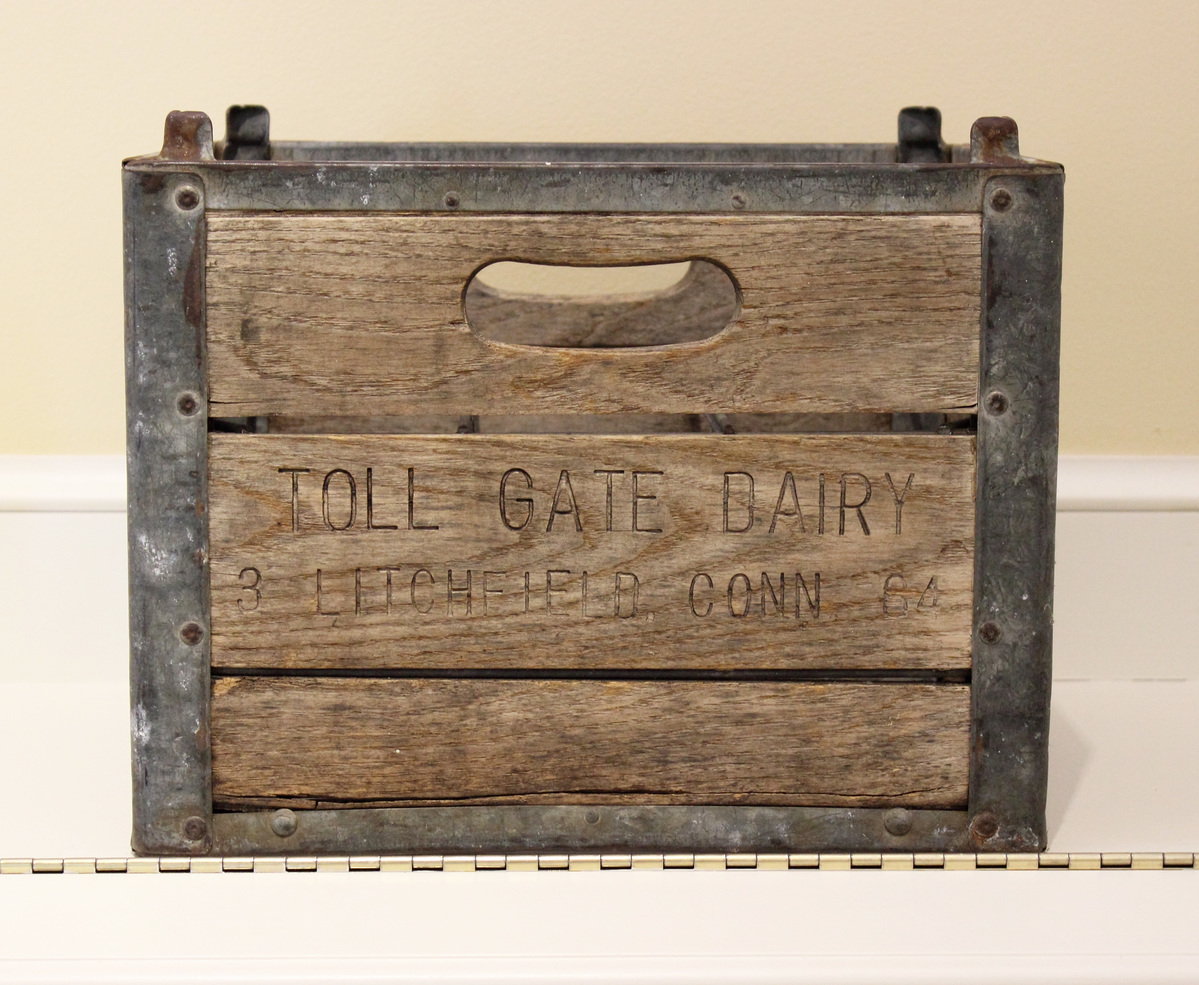 TOLL GATE DAIRY
3 LITCHFIELD, CONN 64